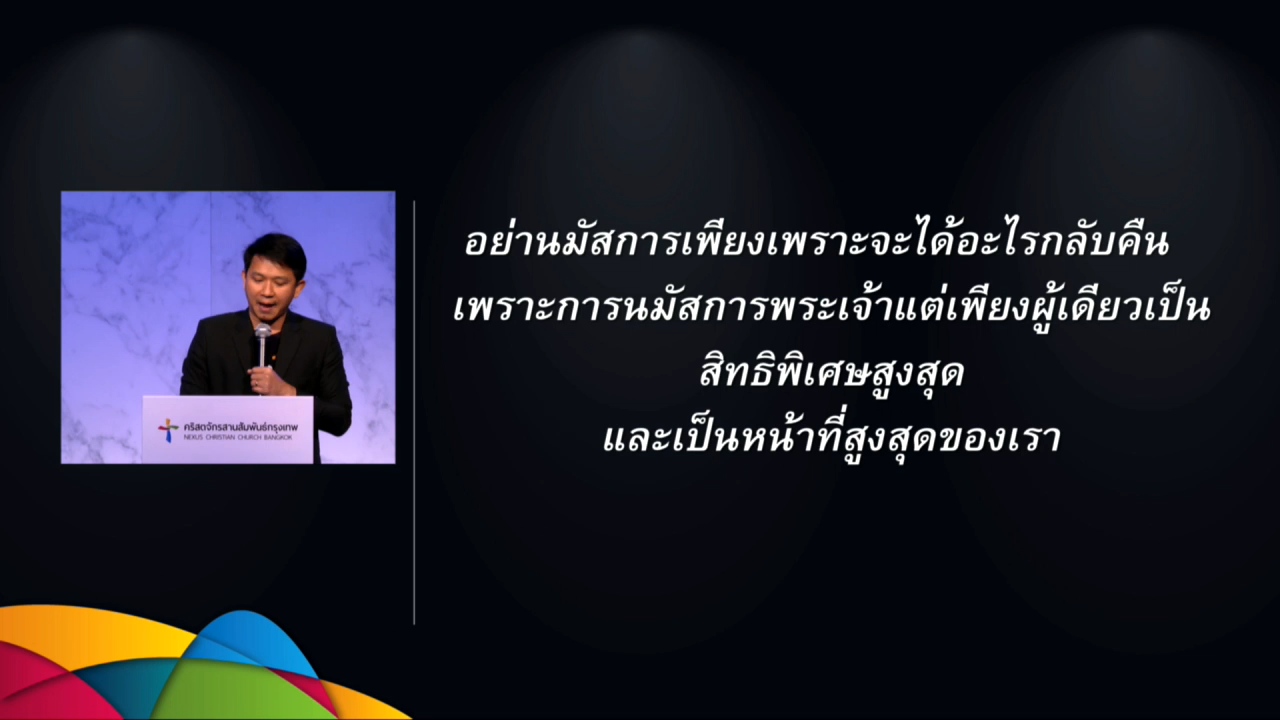 อย่านมัสการเพียงเพราะจะได้อะไรกลับคืน
เพราะการนมัสการพระเจ้าแต่เพียงผู้เดียวเป็น
สิทธิพิเศษสูงสุด
และเป็นหน้าที่สูงสุดของเรา
คริสตจักรสานสัมพันธ์กรุงเทพ
NEXUS CHRISTIAN CHURCH BANGKOK